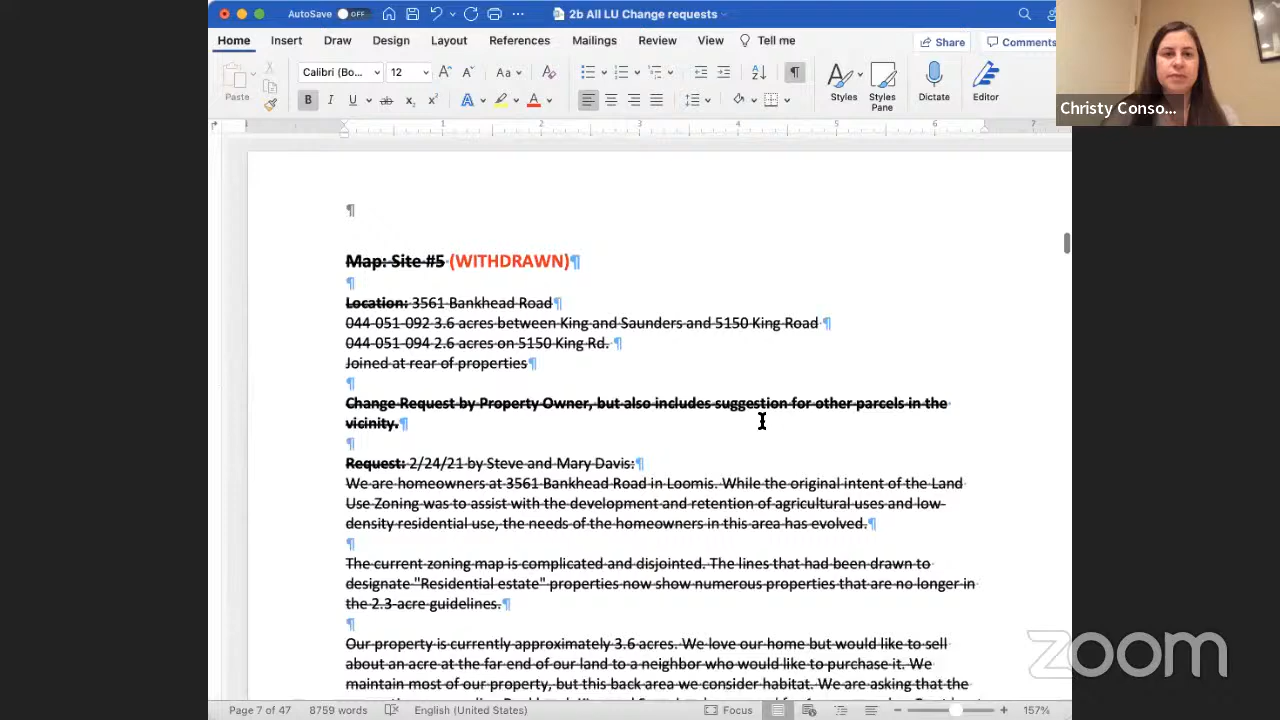 AutoSave OFF 2b All LU Change requests
Home Insert Draw Design Layout References Mailings Review View Tell me Share Comments
Paste Calibri (Bo... 12 Aa Styles Styles Pane Dictate Editor
Christy Conso...
1 2 3 4 5 6 7
Map: Site #5 (WITHDRAWN)¶
Location: 3561 Bankhead Road¶
044-051-092 3.6 acres between King and Saunders and 5150 King Road ¶
044-051-094 2.6 acres on 5150 King Rd. ¶
Joined at rear of properties¶
Change Request by Property Owner, but also includes suggestion for other parcels in the
vicinity.¶
Request: 2/24/21 by Steve and Mary Davis:¶
We are homeowners at 3561 Bankhead Road in Loomis. While the original intent of the Land
Use Zoning was to assist with the development and retention of agricultural uses and low-
density residential use, the needs of the homeowners in this area has evolved.¶
The current zoning map is complicated and disjointed. The lines that had been drawn to
designate "Residential estate" properties now show numerous properties that are no longer in
the 2.3-acre guidelines.¶
Our property is currently approximately 3.6 acres. We love our home but would like to sell
about an acre at the far end of our land to a neighbor who would like to purchase it. We
maintain most of our property, but this back area we consider habitat. We are asking that the
Page 7 of 47 8759 words English (United States) Focus 157%
zoom